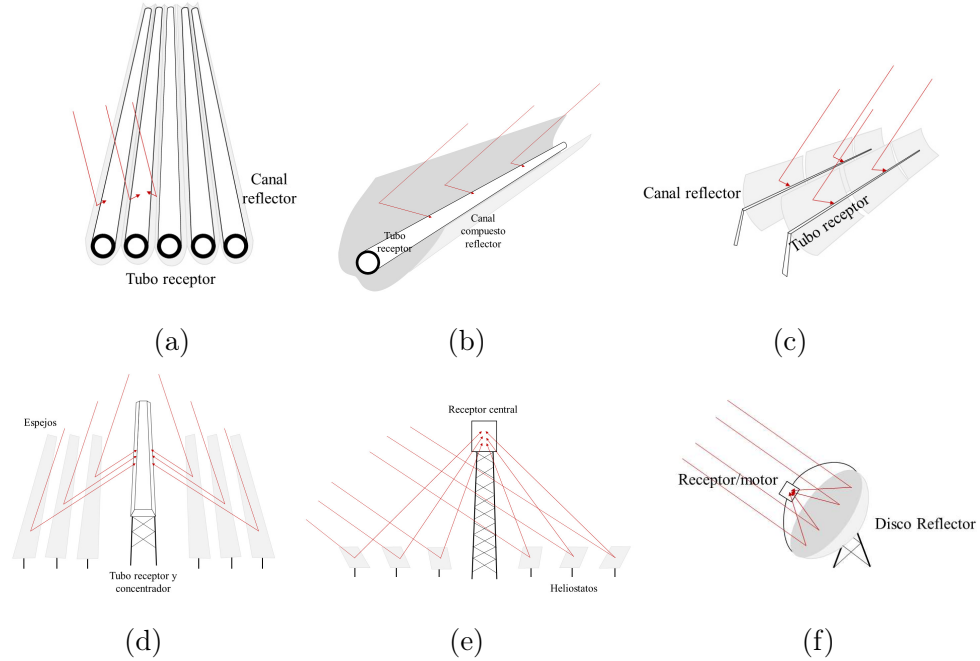 Canal
reflector
Tubo receptor
(a)
Tubo
receptor
Canal
compuesto
reflector
(b)
Canal reflector
Tubo receptor
(c)
Espejos
Tubo receptor y
concentrador
(d)
Receptor central
Heliostatos
(e)
Receptor/motor
Disco Reflector
(f)